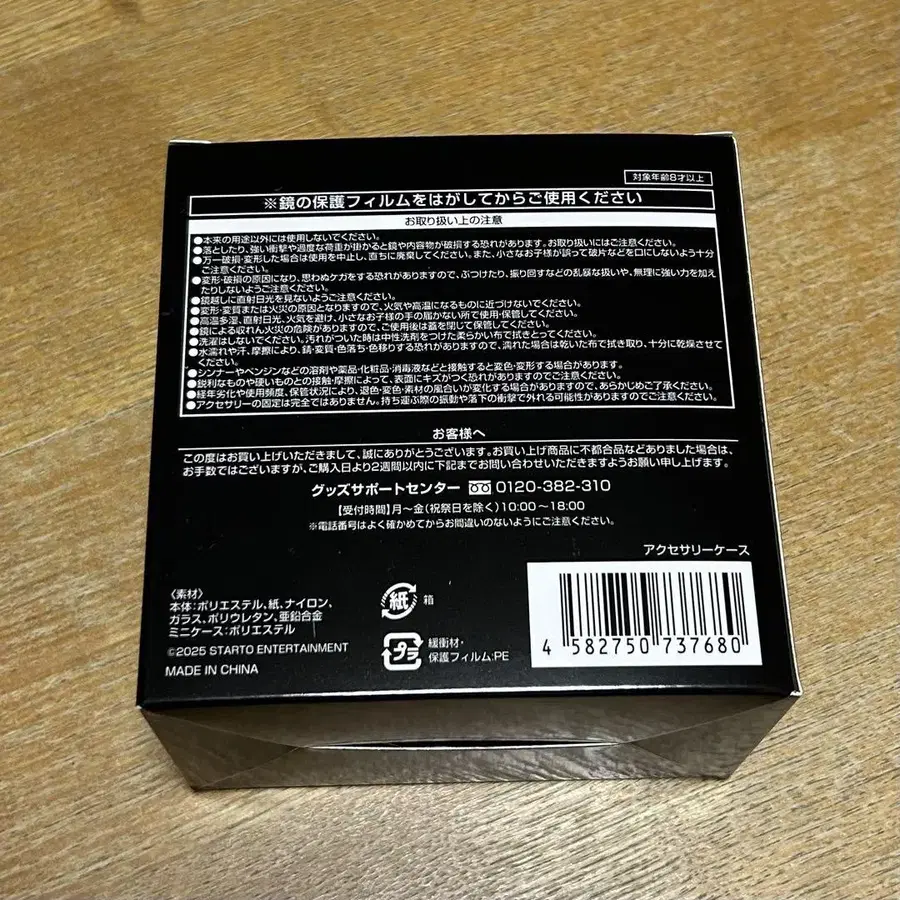 対象年齢8才以上
※鏡の保護フィルムをはがしてからご使用ください
お取り扱い上の注意
●本来の用途以外には使用しないでください。
●落としたり、強い衝撃や過度な荷重が掛かると鏡や内容物が破損する恐れがあります。お取り扱いにはご注意ください。
●万一破損・変形した場合は使用を中止し、直ちに廃棄してください。また、小さなお子様が誤って破片などを口にしないよう十分
ご注意ください。
●変形・破損の原因になり、思わぬケガをする恐れがありますので、ぶつけたり、振り回すなどの乱暴な扱いや、無理に強い力を加え
たりしないようご注意ください。
●鏡越しに直射日光を見ないようご注意ください。
●変形・変質または火災の原因となりますので、火気や高温になるものに近づけないでください。
●高温多湿、直射日光、火気を避け、小さなお子様の手の届かない所で使用・保管してください。
●鏡による収れん火災の危険がありますので、ご使用後は蓋を閉じて保管してください。
●洗濯はしないでください。汚れがついた時は中性洗剤をつけた柔らかい布で拭きとってください。
●水濡れや汗、摩擦により、錆・変質・色落ち・色移りする恐れがありますので、濡れた場合は乾いた布で拭き取り、十分に乾燥させて
ください。
●シンナーやベンジンなどの溶剤や薬品・化粧品・消毒液などと接触すると変色・変形する場合があります。
●鋭利なものや硬いものとの接触・摩擦によって、表面にキズがつく恐れがありますのでご注意ください。
●経年劣化や使用頻度、保管状況により、退色・変色・素材の風合いが変化する場合がありますので、あらかじめご了承ください。
●アクセサリーの固定は完全ではありません。持ち運ぶ際の振動や落下の衝撃で外れる可能性がありますのでご注意ください。
お客様へ
この度はお買い上げいただきまして、誠にありがとうございます。お買い上げ商品に不都合品などありました場合は、
お手数ではございますが、ご購入日より2週間以内に下記までお問い合わせいただきますようお願い申し上げます。
グッズサポートセンター 0120-382-310
【受付時間】月〜金(祝祭日を除く)10:00〜18:00
※電話番号はよく確かめてからお間違いのないようにご注意ください。
アクセサリーケース
〈素材〉
本体:ポリエステル、紙、ナイロン、
ガラス、ポリウレタン、亜鉛合金
ミニケース:ポリエステル
©2025 STARTO ENTERTAINMENT
MADE IN CHINA
紙 箱
プラ 緩衝材・
保護フィルム:PE
4 582750 737680